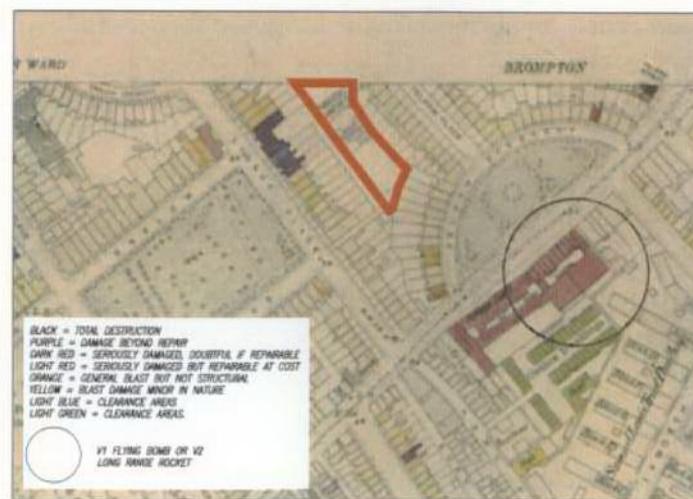 WARD
BROMPTON
BLACK = TOTAL DESTRUCTION
PURPLE = DAMAGE BEYOND REPAIR
DARK RED = SERIOUSLY DAMAGED, DOUBTFUL IF REPAIRABLE
LIGHT RED = SERIOUSLY DAMAGED BUT REPAIRABLE AT COST
ORANGE = GENERAL BLAST BUT NOT STRUCTURAL
YELLOW = BLAST DAMAGE MINOR IN NATURE
LIGHT BLUE = CLEARANCE AREAS
LIGHT GREEN = CLEARANCE AREAS.
V1 FLYING BOMB OR V2
LONG RANGE ROCKET